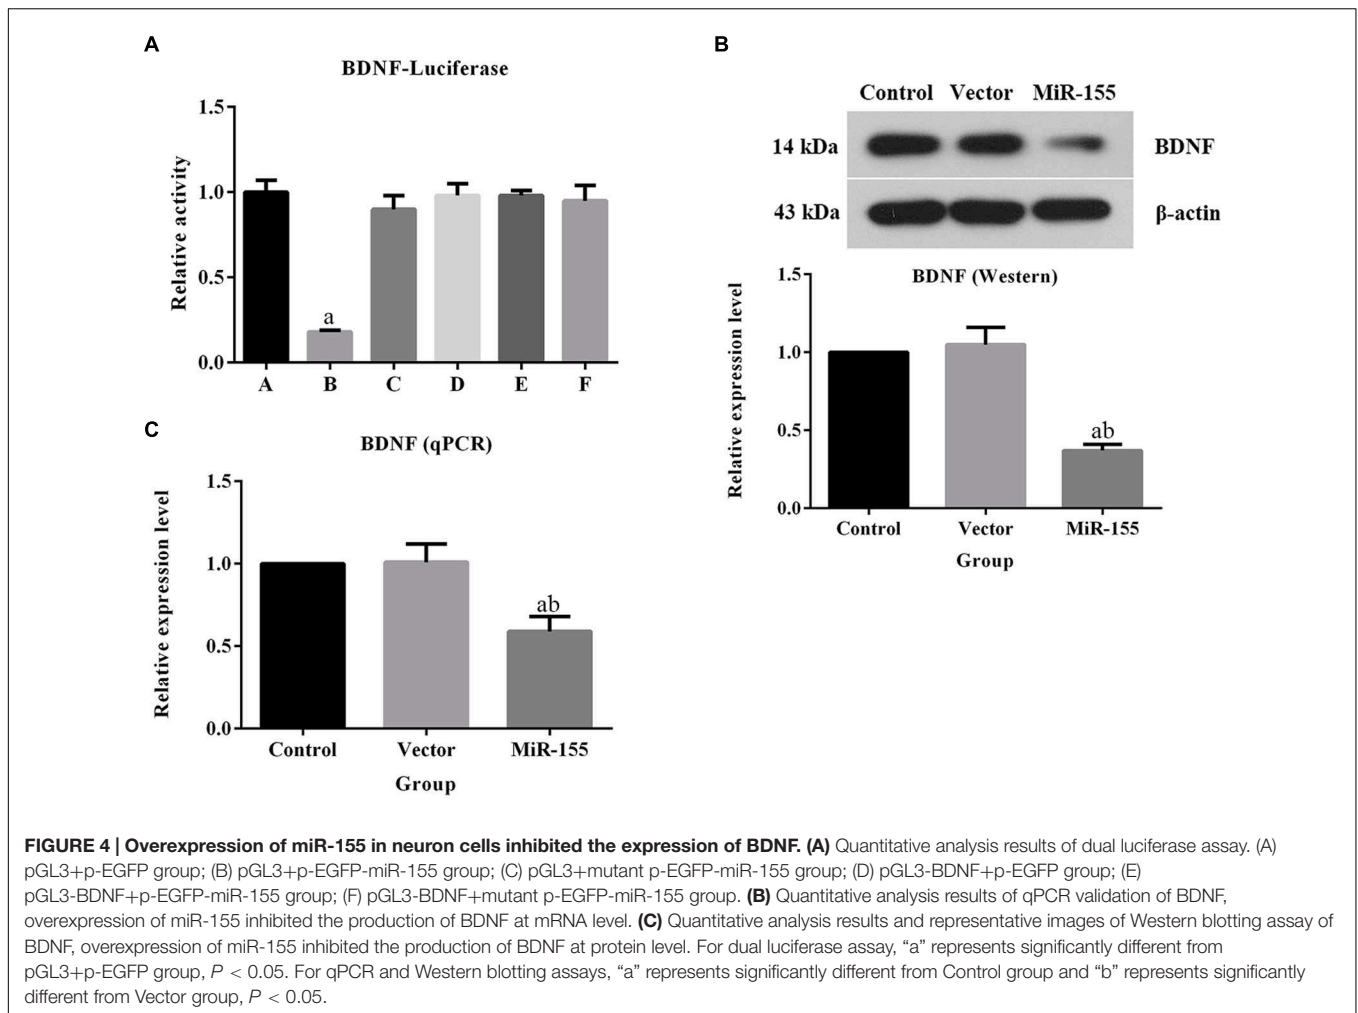 A
BDNF-Luciferase
Relative activity
1.5
1.0
0.5
0.0
a
A B C D E F
B
Control Vector MiR-155
14 kDa BDNF
43 kDa β-actin
BDNF (Western)
Relative expression level
1.5
1.0
0.5
0.0
ab
Control Vector MiR-155
Group
C
BDNF (qPCR)
Relative expression level
1.5
1.0
0.5
0.0
ab
Control Vector MiR-155
Group
FIGURE 4 | Overexpression of miR-155 in neuron cells inhibited the expression of BDNF. (A) Quantitative analysis results of dual luciferase assay. (A)
pGL3+p-EGFP group; (B) pGL3+p-EGFP-miR-155 group; (C) pGL3+mutant p-EGFP-miR-155 group; (D) pGL3-BDNF+p-EGFP group; (E)
pGL3-BDNF+p-EGFP-miR-155 group; (F) pGL3-BDNF+mutant p-EGFP-miR-155 group. (B) Quantitative analysis results of qPCR validation of BDNF,
overexpression of miR-155 inhibited the production of BDNF at mRNA level. (C) Quantitative analysis results and representative images of Western blotting assay of
BDNF, overexpression of miR-155 inhibited the production of BDNF at protein level. For dual luciferase assay, “a” represents significantly different from
pGL3+p-EGFP group, P < 0.05. For qPCR and Western blotting assays, “a” represents significantly different from Control group and “b” represents significantly
different from Vector group, P < 0.05.